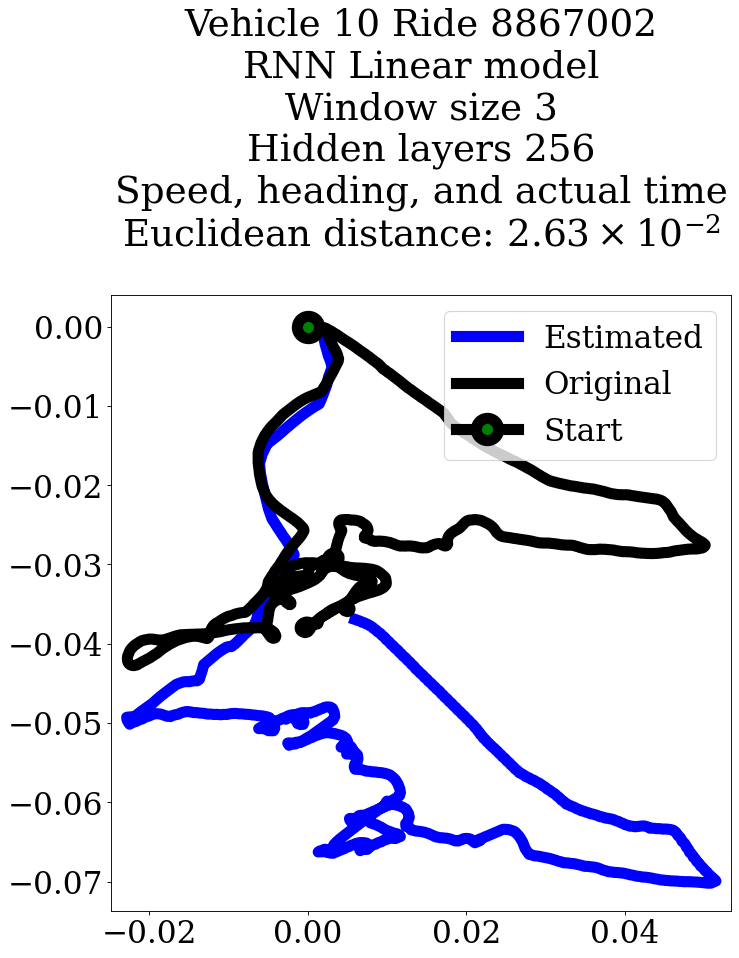 Vehicle 10 Ride 8867002
RNN Linear model
Window size 3
Hidden layers 256
Speed, heading, and actual time
Euclidean distance: 2.63 × 10⁻²
Estimated
Original
Start
0.00
−0.01
−0.02
−0.03
−0.04
−0.05
−0.06
−0.07
−0.02 0.00 0.02 0.04